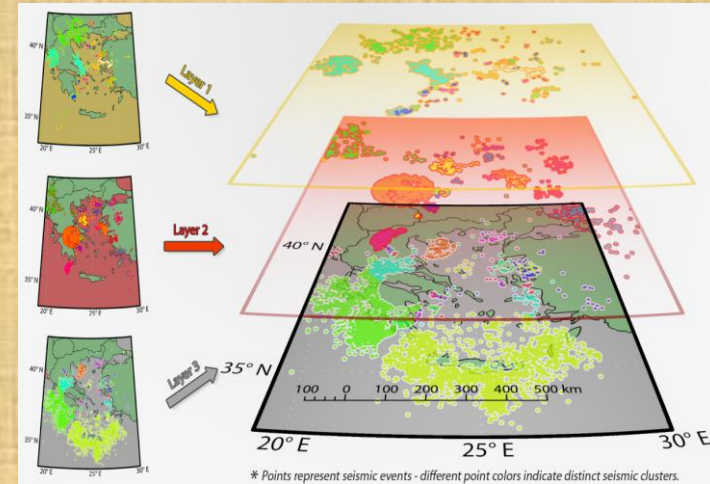 40° N
35° N
20° E
25° E
30° E
Layer 1
40° N
35° N
20° E
25° E
30° E
Layer 2
40° N
35° N
20° E
25° E
30° E
Layer 3
40° N
35° N
100 0 100 200 300 400 500 km
20° E
25° E
30° E
* Points represent seismic events - different point colors indicate distinct seismic clusters.